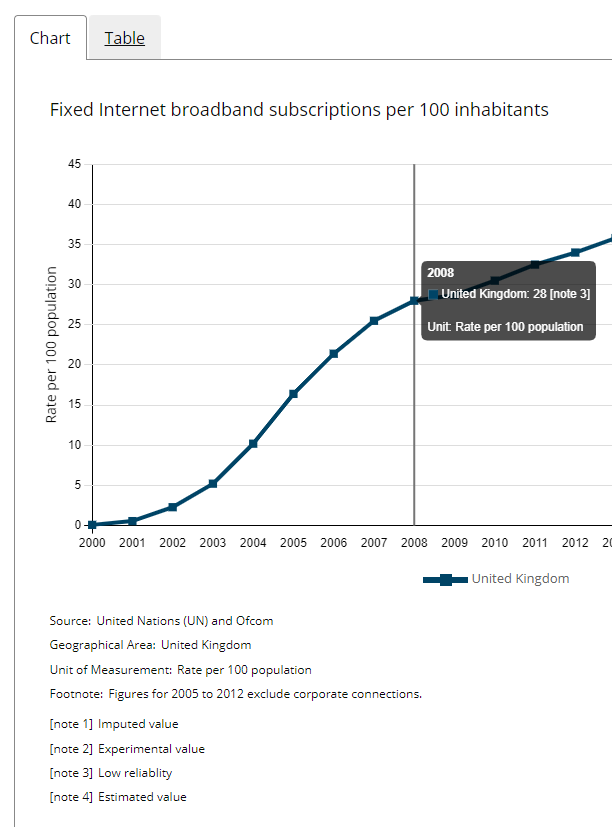 Chart
Table
Fixed Internet broadband subscriptions per 100 inhabitants
Rate per 100 population
45
40
35
30
25
20
15
10
5
0
2008
United Kingdom: 28 [note 3]
Unit: Rate per 100 population
2000 2001 2002 2003 2004 2005 2006 2007 2008 2009 2010 2011 2012 20
United Kingdom
Source: United Nations (UN) and Ofcom
Geographical Area: United Kingdom
Unit of Measurement: Rate per 100 population
Footnote: Figures for 2005 to 2012 exclude corporate connections.
[note 1] Imputed value
[note 2] Experimental value
[note 3] Low reliablity
[note 4] Estimated value